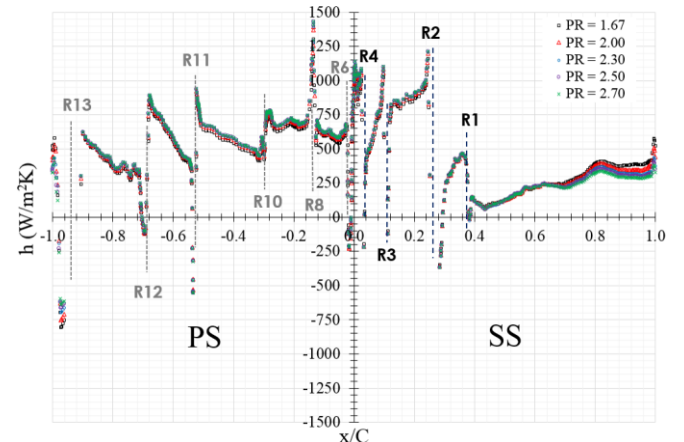 1500
1250
1000
750
500
250
0
-250
-500
-750
-1000
-1250
-1500
h (W/m²K)
-1.0 -0.8 -0.6 -0.4 -0.2 0.0 0.2 0.4 0.6 0.8 1.0
x/C
R13
R12
R11
R10
R8
R6
R4
R3
R2
R1
PS
SS
PR = 1.67
PR = 2.00
PR = 2.30
PR = 2.50
PR = 2.70